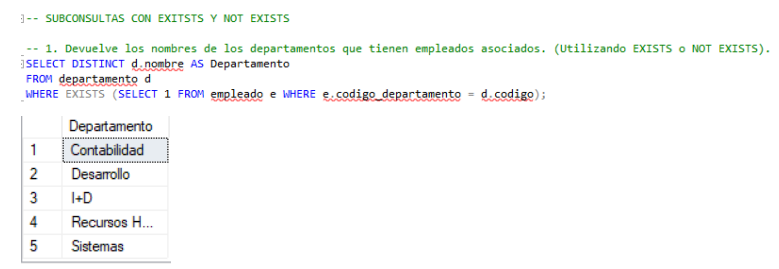 -- SUBCONSULTAS CON EXITSTS Y NOT EXISTS
-- 1. Devuelve los nombres de los departamentos que tienen empleados asociados. (Utilizando EXISTS o NOT EXISTS).
SELECT DISTINCT d.nombre AS Departamento
FROM departamento d
WHERE EXISTS (SELECT 1 FROM empleado e WHERE e.codigo_departamento = d.codigo);
Departamento
1 Contabilidad
2 Desarrollo
3 I+D
4 Recursos H...
5 Sistemas